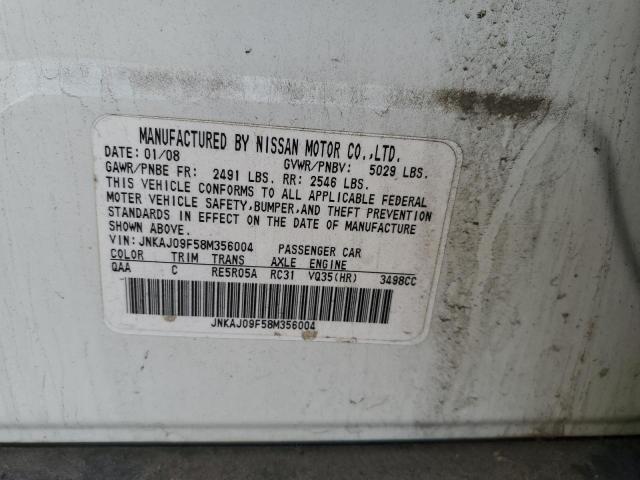 MANUFACTURED BY NISSAN MOTOR CO.,LTD.
DATE: 01/08 GVWR/PNBV: 5029 LBS.
GAWR/PNBE FR: 2491 LBS. RR: 2546 LBS.
THIS VEHICLE CONFORMS TO ALL APPLICABLE FEDERAL
MOTOR VEHICLE SAFETY,BUMPER,AND THEFT PREVENTION
STANDARDS IN EFFECT ON THE DATE OF MANUFACTURE
SHOWN ABOVE.
VIN: JNKAJ09F58M356004 PASSENGER CAR
COLOR TRIM TRANS AXLE ENGINE
QAA C RE5R05A RC31 VQ35(HR) 3498CC
JNKAJ09F58M356004